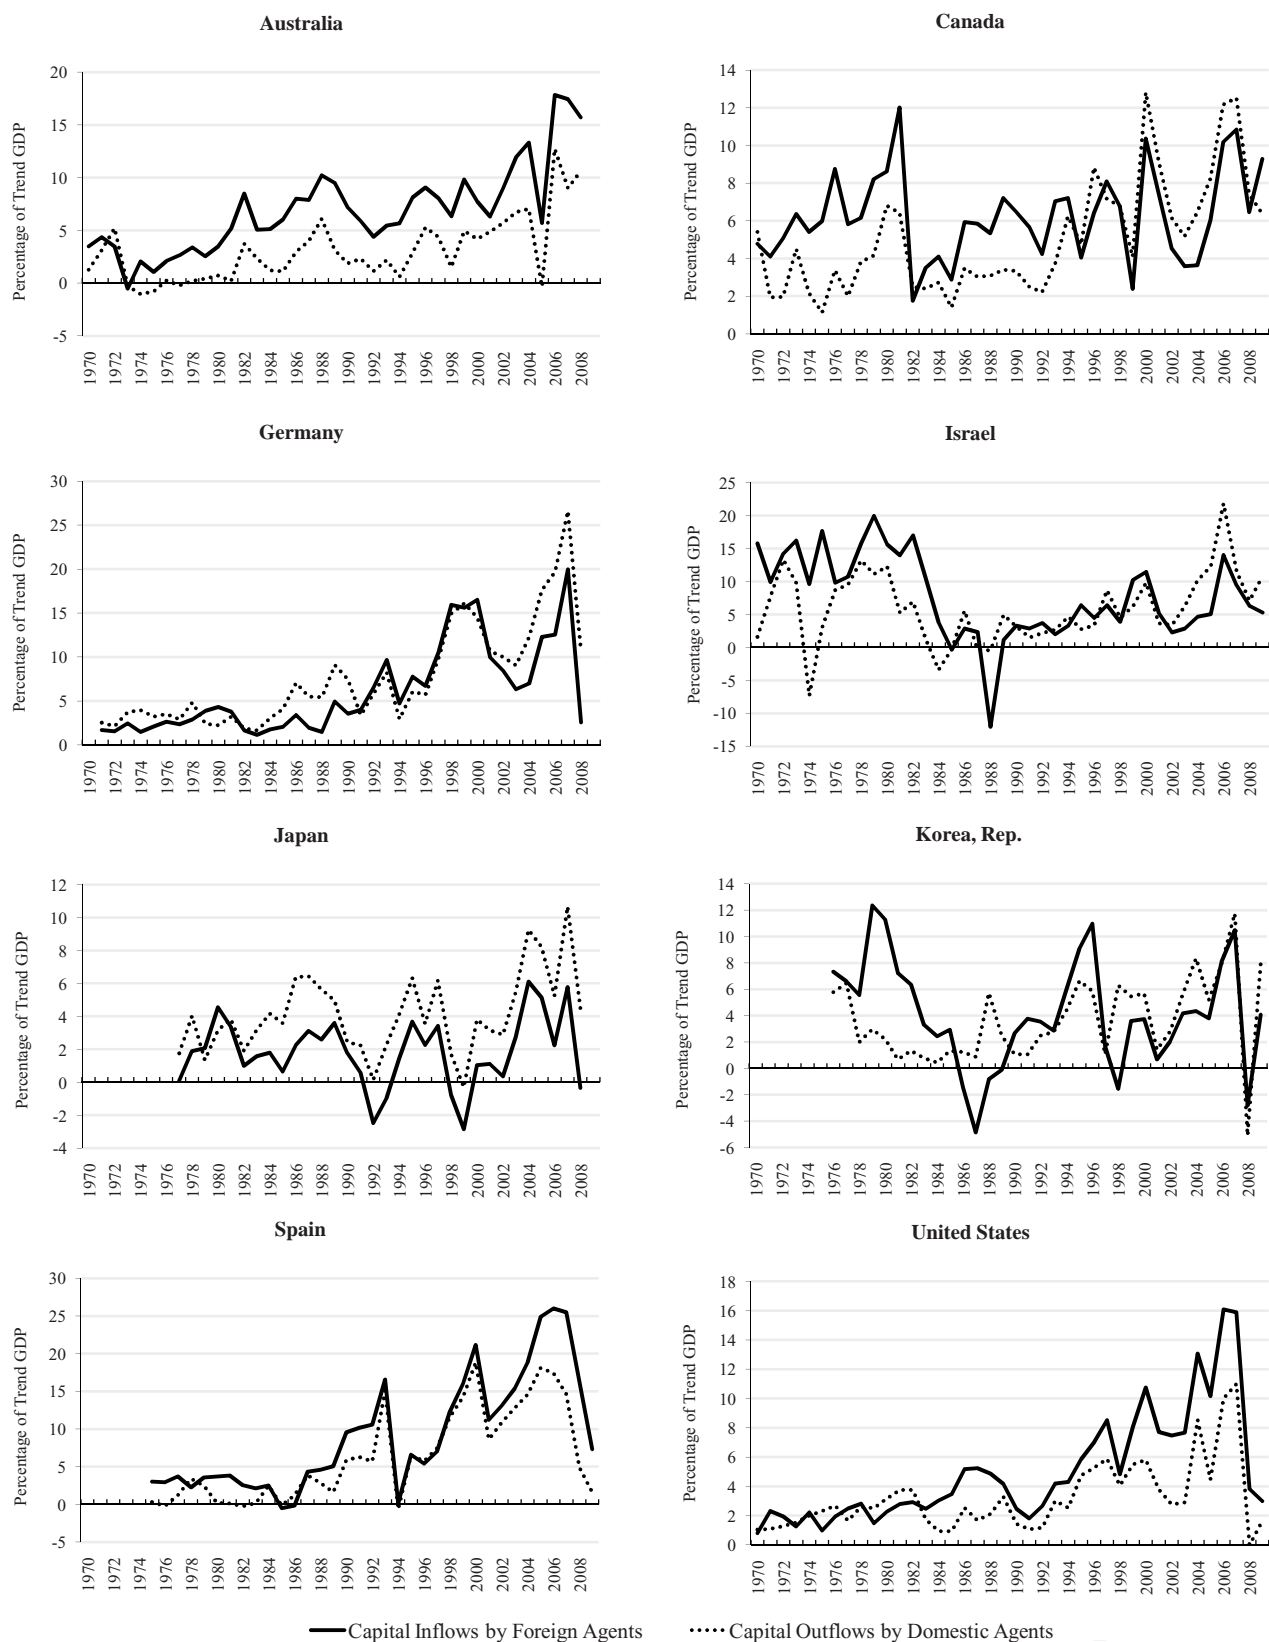 Australia
Percentage of Trend GDP
20
15
10
5
0
-5
1970 1972 1974 1976 1978 1980 1982 1984 1986 1988 1990 1992 1994 1996 1998 2000 2002 2004 2006 2008
Canada
Percentage of Trend GDP
14
12
10
8
6
4
2
0
1970 1972 1974 1976 1978 1980 1982 1984 1986 1988 1990 1992 1994 1996 1998 2000 2002 2004 2006 2008
Germany
Percentage of Trend GDP
30
25
20
15
10
5
0
1970 1972 1974 1976 1978 1980 1982 1984 1986 1988 1990 1992 1994 1996 1998 2000 2002 2004 2006 2008
Israel
Percentage of Trend GDP
25
20
15
10
5
0
-5
-10
-15
1970 1972 1974 1976 1978 1980 1982 1984 1986 1988 1990 1992 1994 1996 1998 2000 2002 2004 2006 2008
Japan
Percentage of Trend GDP
12
10
8
6
4
2
0
-2
-4
1970 1972 1974 1976 1978 1980 1982 1984 1986 1988 1990 1992 1994 1996 1998 2000 2002 2004 2006 2008
Korea, Rep.
Percentage of Trend GDP
14
12
10
8
6
4
2
0
-2
-4
-6
1970 1972 1974 1976 1978 1980 1982 1984 1986 1988 1990 1992 1994 1996 1998 2000 2002 2004 2006 2008
Spain
Percentage of Trend GDP
30
25
20
15
10
5
0
-5
1970 1972 1974 1976 1978 1980 1982 1984 1986 1988 1990 1992 1994 1996 1998 2000 2002 2004 2006 2008
United States
Percentage of Trend GDP
18
16
14
12
10
8
6
4
2
0
1970 1972 1974 1976 1978 1980 1982 1984 1986 1988 1990 1992 1994 1996 1998 2000 2002 2004 2006 2008
Capital Inflows by Foreign Agents
Capital Outflows by Domestic Agents